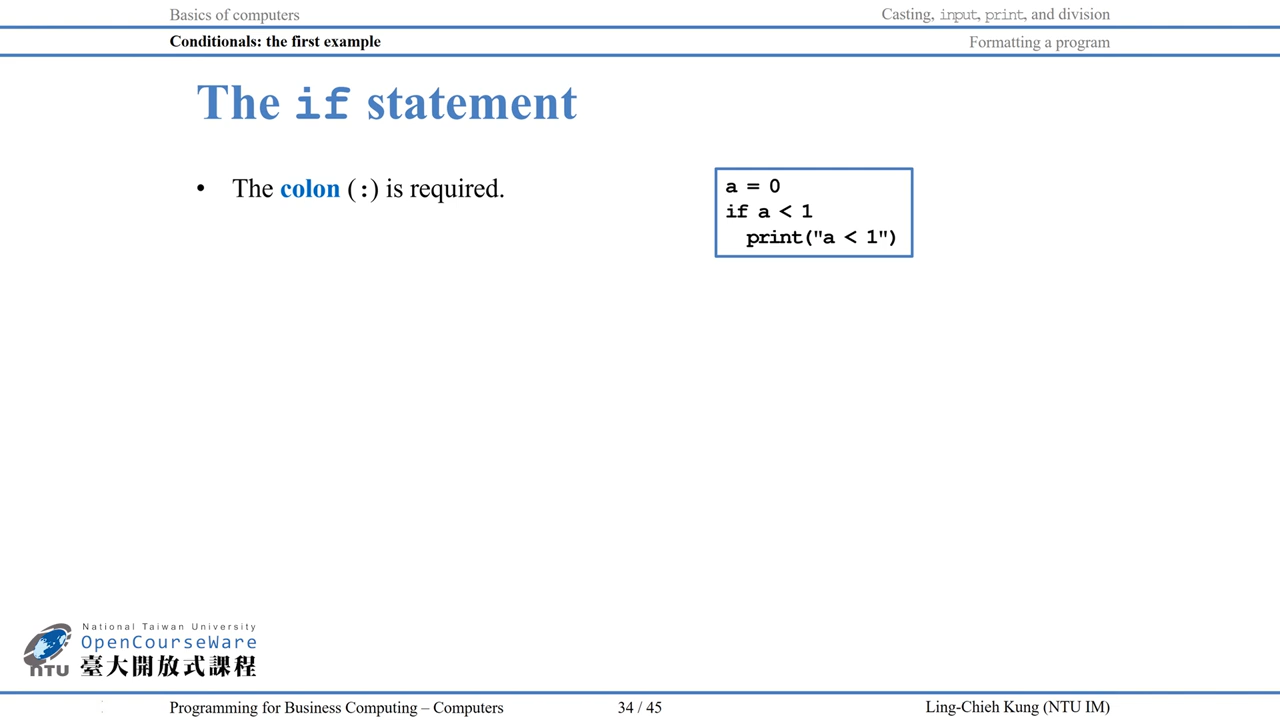 Basics of computers
Casting, input, print, and division
Conditionals: the first example
Formatting a program
The if statement
• The colon (:) is required.
a = 0
if a < 1
  print("a < 1")
National Taiwan University
OpenCourseWare
NTU 臺大開放式課程
Programming for Business Computing – Computers
34 / 45
Ling-Chieh Kung (NTU IM)